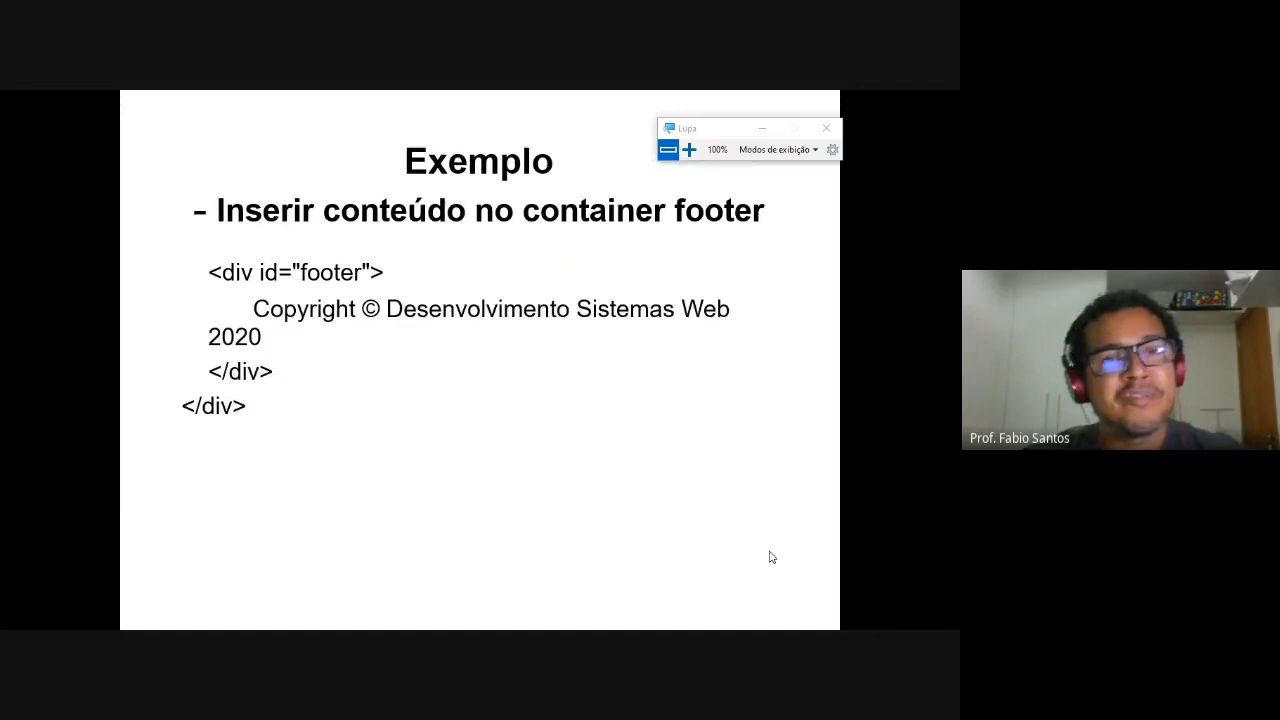 Lupa
100%
Modos de exibição
Exemplo
- Inserir conteúdo no container footer
<div id="footer">
Copyright © Desenvolvimento Sistemas Web
2020
</div>
</div>
Prof. Fabio Santos